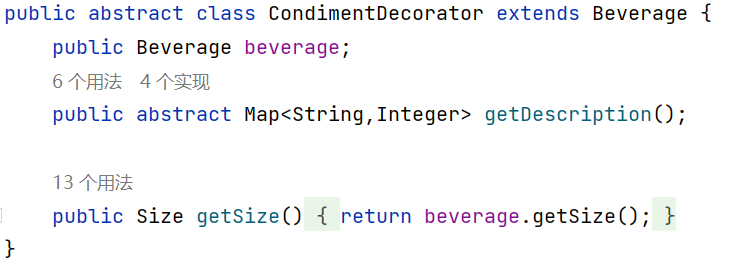 public abstract class CondimentDecorator extends Beverage {
public Beverage beverage;
6 个用法 4 个实现
public abstract Map<String,Integer> getDescription();
13 个用法
public Size getSize() { return beverage.getSize(); }
}